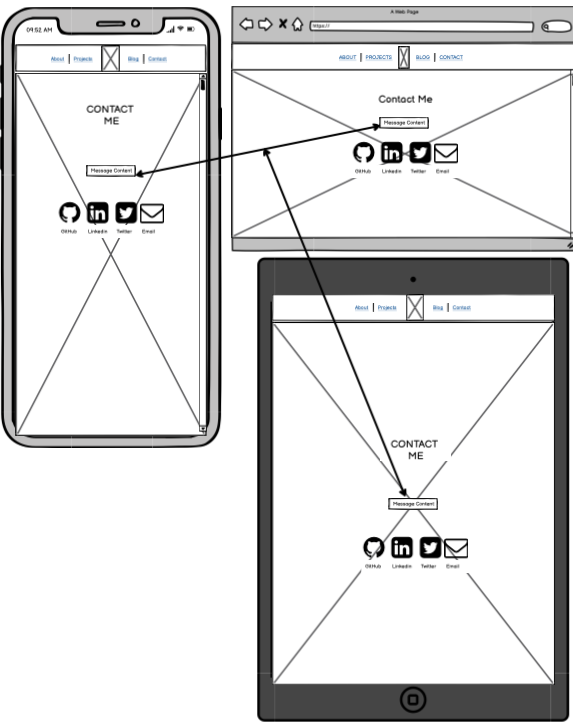 09:52 AM
About Projects Blog Contact
CONTACT
ME
Message Content
GitHub Linkedin Twitter Email
A Web Page
https://
ABOUT PROJECTS BLOG CONTACT
Contact Me
Message Content
GitHub Linkedin Twitter Email
About Projects Blog Contact
CONTACT
ME
Message Content
GitHub Linkedin Twitter Email